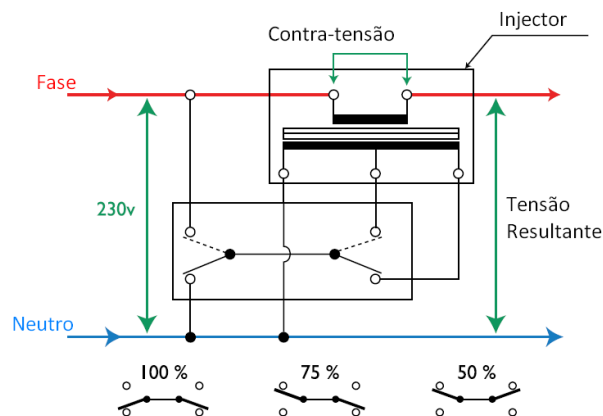 Injector
Contra-tensão
Fase
230v
Tensão
Resultante
Neutro
100 %
75 %
50 %